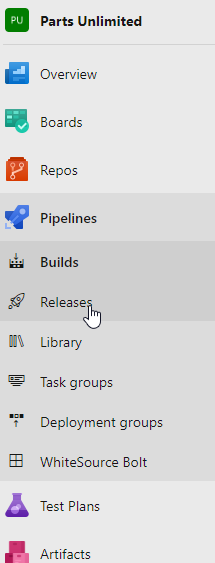 PU Parts Unlimited
Overview
Boards
Repos
Pipelines
Builds
Releases
Library
Task groups
Deployment groups
WhiteSource Bolt
Test Plans
Artifacts